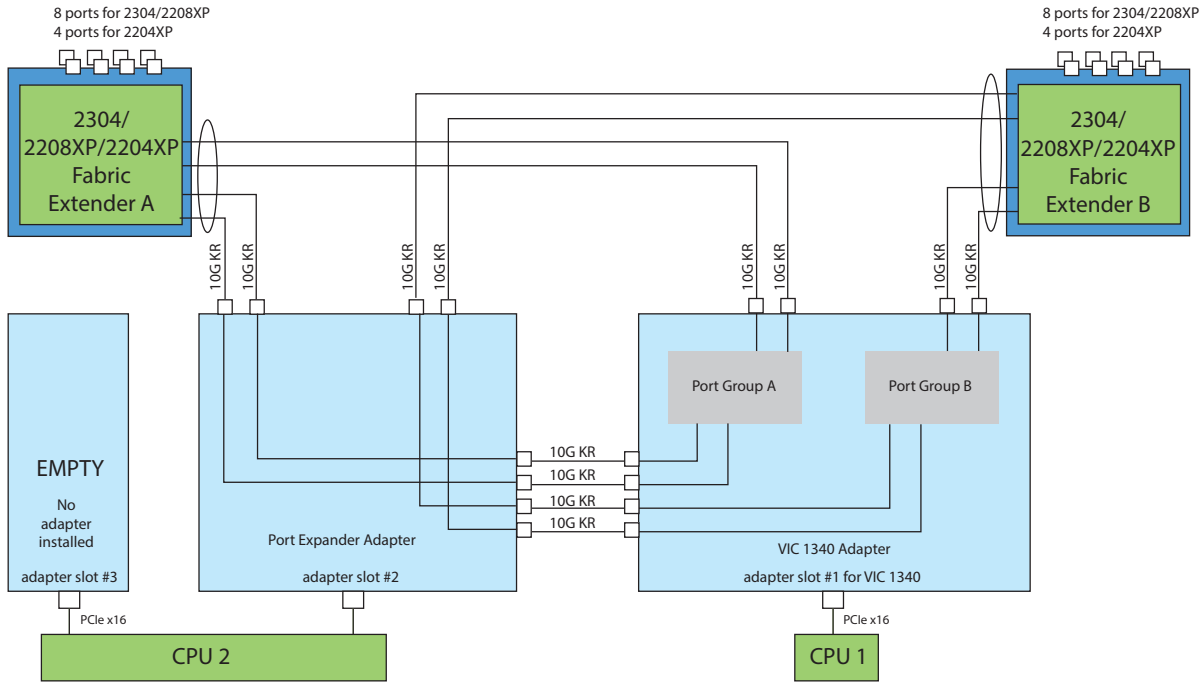 8 ports for 2304/2208XP
4 ports for 2204XP
8 ports for 2304/2208XP
4 ports for 2204XP
2304/
2208XP/2204XP
Fabric
Extender A
2304/
2208XP/2204XP
Fabric
Extender B
10G KR
10G KR
10G KR
10G KR
10G KR
10G KR
10G KR
10G KR
Port Group A
Port Group B
10G KR
10G KR
10G KR
10G KR
EMPTY
No
adapter
installed
adapter slot #3
Port Expander Adapter
adapter slot #2
VIC 1340 Adapter
adapter slot #1 for VIC 1340
PCIe x16
PCIe x16
CPU 2
CPU 1